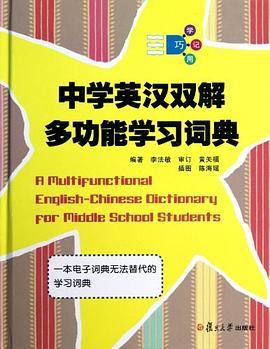 学
巧 记
用
中学英汉双解
多功能学习词典
编著 李法敏 审订 黄关福
插图 陈海瑶
A Multifunctional
English-Chinese Dictionary
for Middle School Students
一本电子词典无法替代的
学习词典
复旦大学出版社